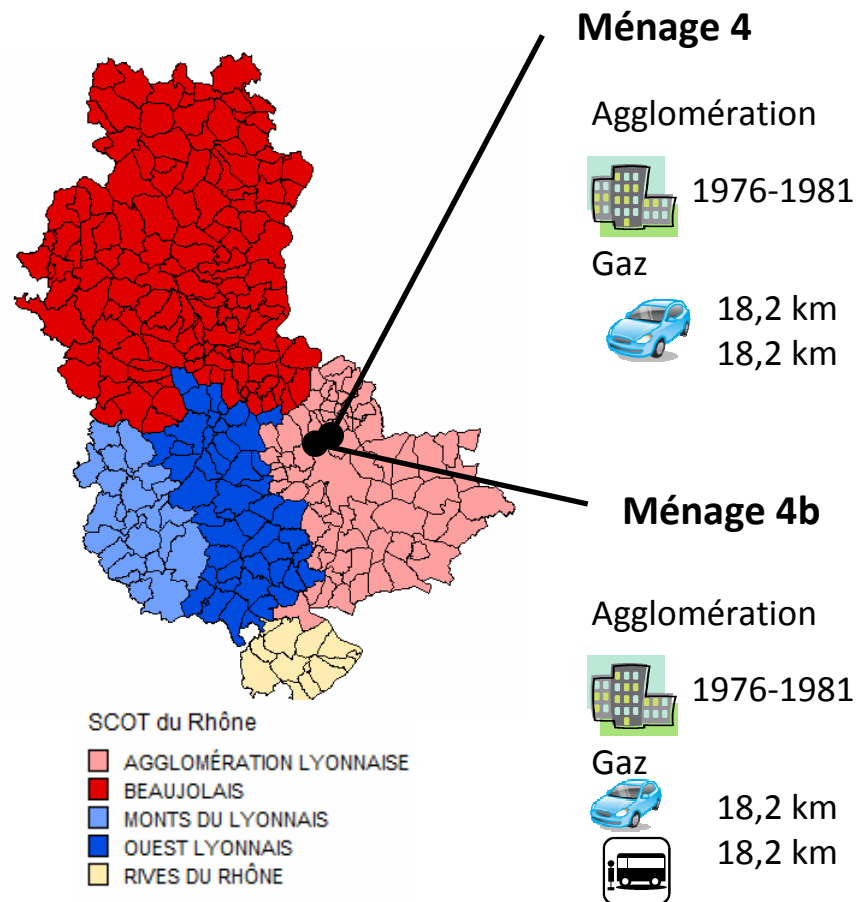 Ménage 4
Agglomération
1976-1981
Gaz
18,2 km
18,2 km
Ménage 4b
Agglomération
1976-1981
Gaz
18,2 km
18,2 km
SCOT du Rhône
AGGLOMÉRATION LYONNAISE
BEAUJOLAIS
MONTS DU LYONNAIS
OUEST LYONNAIS
RIVES DU RHÔNE